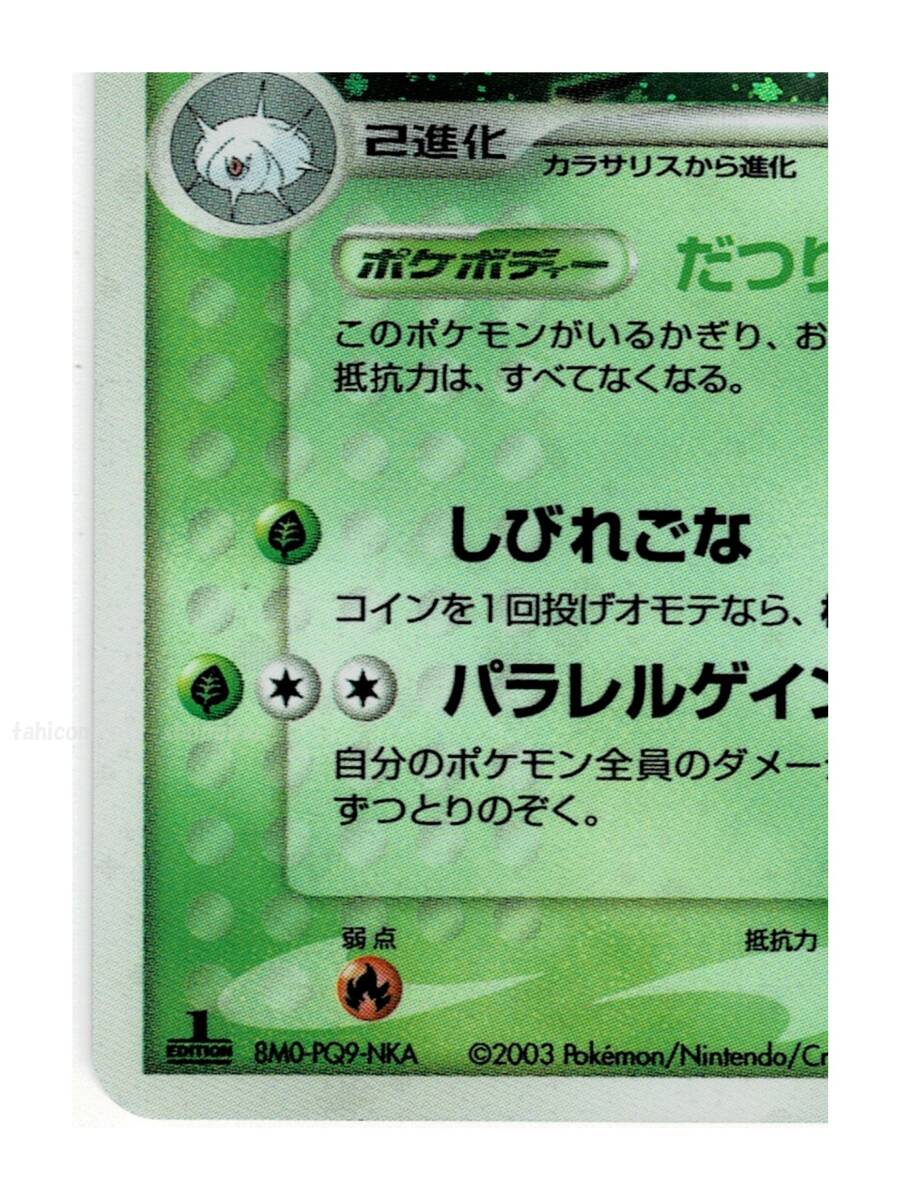 己進化
カラサリスから進化
ポケボディー だつり
このポケモンがいるかぎり、お
抵抗力は、すべてなくなる。
しびれごな
コインを1回投げオモテなら、
パラレルゲイン
自分のポケモン全員のダメー
ずつとりのぞく。
弱点 抵抗力
1 EDITION 8M0-PQ9-NKA ©2003 Pokémon/Nintendo/Cr
tahicon